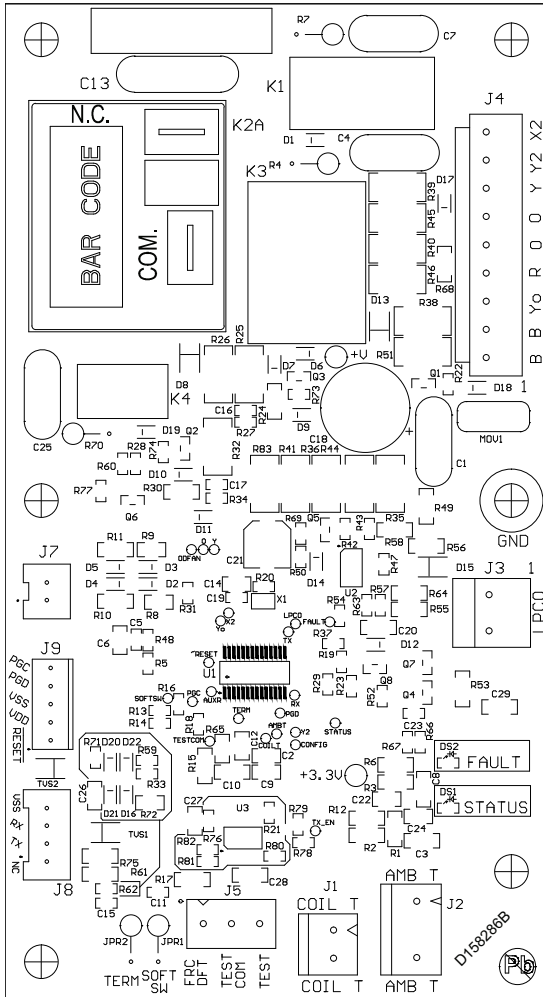 R7
C7
C13
K1
J4
N.C.
K2A
D1
C4
R4
X2
Y2
Y
O
O
R
Yo
B
B
1
K3
R39
D17
R45
BAR CODE
COM.
R40
R46
R68
D13
R38
R26
R25
R51
+V
D8
D7
D6
Q3
R73
Q1
R22
D18
K4
C16
R24
R27
D9
C18
+
MOV1
C25
R70
R28
D19
Q2
R74
R32
R83
R41
R36
R44
C1
R60
D10
R77
R30
C17
R34
Q6
D11
R69
Q5
R43
R35
R49
GND
R58
R42
R56
J7
R11
R9
ODFAN
O
Y
C21
R50
D14
U2
R47
D15
J3
1
LPCO
D5
D3
D4
D2
C14
R20
R10
R8
R31
C19
X1
R54
R63
R57
R64
R55
X2
Yo
LPCO
FAULT
C20
J9
C6
C5
R48
TX
R37
D12
R5
RESET
R19
Q7
U1
PGC
PGD
VSS
VDD
RESET
SOFTSW
R16
PGC
AUXR
R29
R23
R52
Q8
Q4
R53
C29
RX
R13
R14
R18
TERM
PGD
AMBT
STATUS
C23
R66
TESTCOM
R65
C12
COILT
Y2
CONFIG
R67
R71
D20
D22
R59
R15
C2
DS2
FAULT
TVS2
R33
C10
C9
+3.3V
R6
R3
C8
C26
D21
D16
R72
C27
U3
C22
DS1
STATUS
VSS
RX
TX
NC
TVS1
R82
R76
R21
R79
TX_EN
R12
C24
R75
R61
R81
R80
R78
R2
R1
C3
J8
R62
R17
C11
C28
J5
C15
J1
COIL T
AMB T
J2
JPR2
JPR1
TERM
SOFT
SW
FRC
DFT
TEST
COM
TEST
COIL T
AMB T
D158286B
Pb